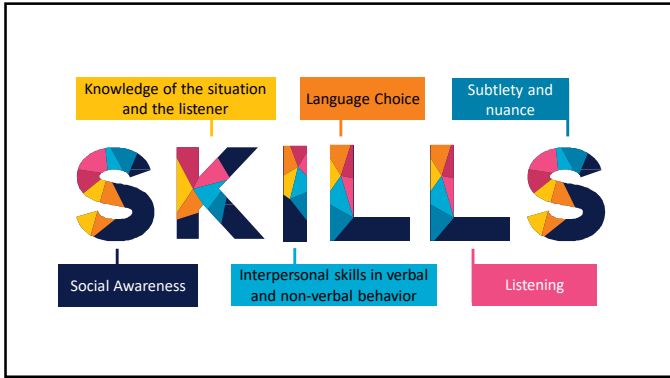 Knowledge of the situation
and the listener
Language Choice
Subtlety and
nuance
SKILLS
Social Awareness
Interpersonal skills in verbal
and non-verbal behavior
Listening